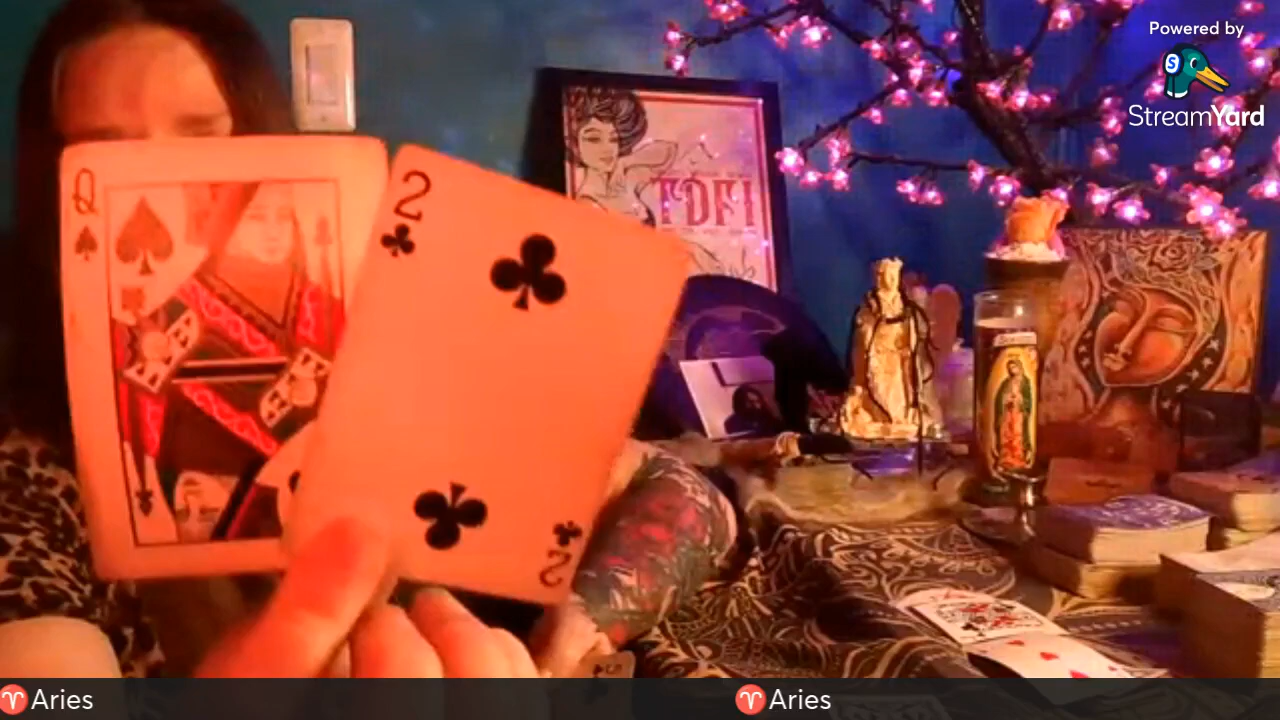 Powered by
StreamYard
Q
2
TDFI
2
♈Aries
♈Aries